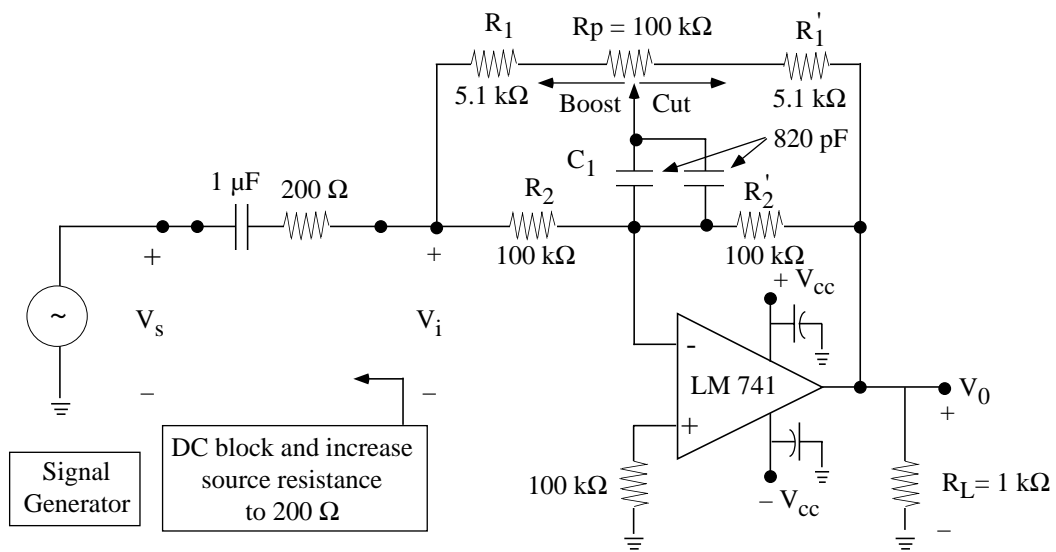 R1 Rp = 100 kΩ R1'
5.1 kΩ Boost Cut 5.1 kΩ
820 pF
C1
1 µF 200 Ω R2 R2'
100 kΩ 100 kΩ
+ + + Vcc
~ Vs Vi - LM 741 V0
+
– – +
Signal
Generator
DC block and increase
source resistance
to 200 Ω
100 kΩ
– Vcc
RL= 1 kΩ
–